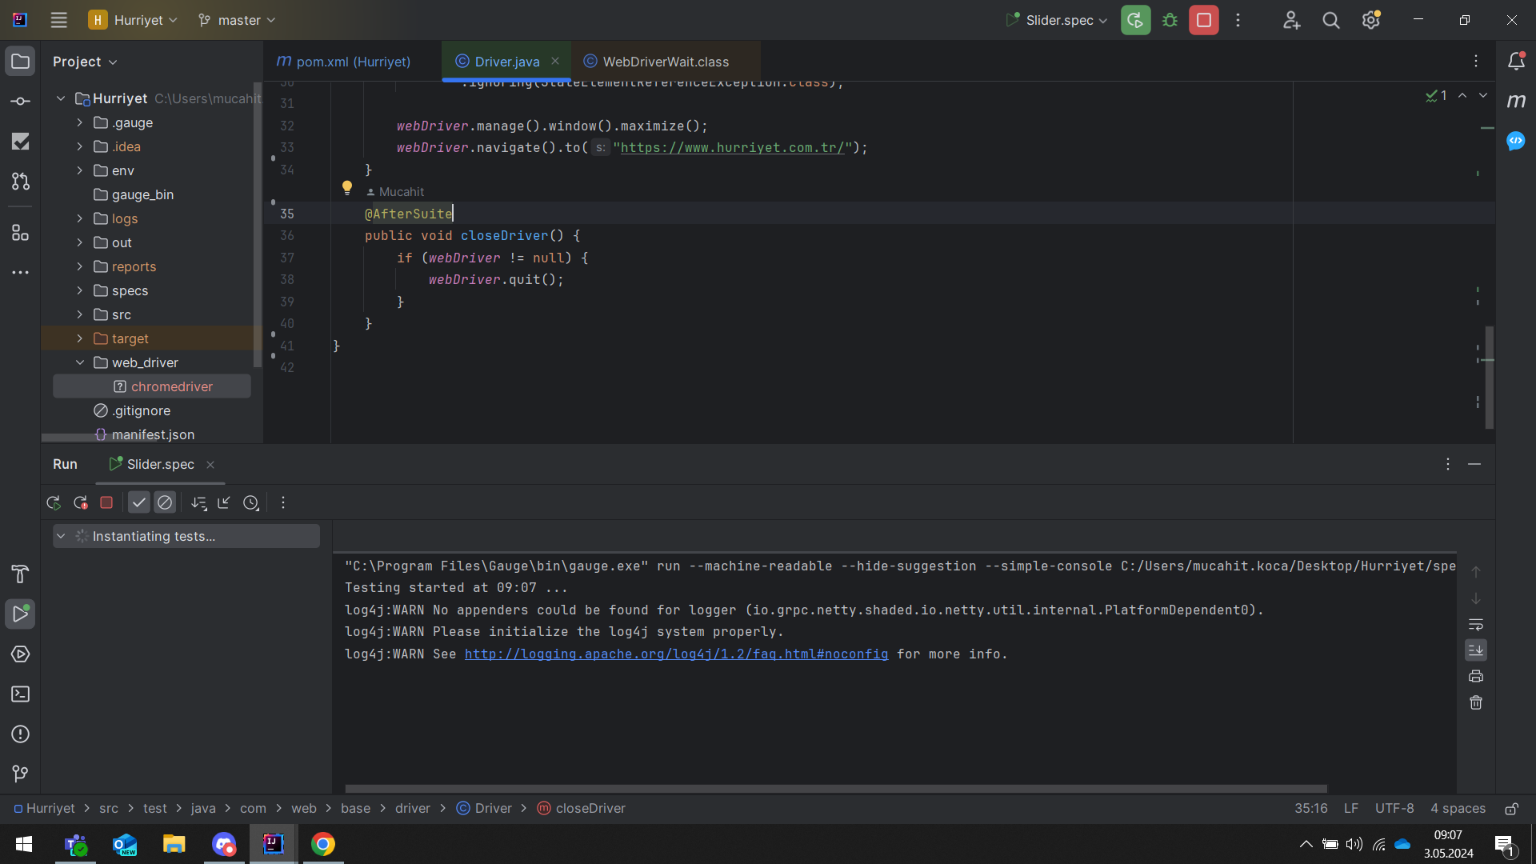 H Hurriyet master Slider.spec
Project
pom.xml (Hurriyet) Driver.java WebDriverWait.class
Hurriyet C:\Users\mucahit
.gauge
.idea
env
gauge_bin
logs
out
reports
specs
src
target
web_driver
chromedriver
.gitignore
manifest.json
30 .ignoring(StaleElementReferenceException.class);
31
32 webDriver.manage().window().maximize();
33 webDriver.navigate().to( s: "https://www.hurriyet.com.tr/");
34 }
Mucahit
35 @AfterSuite
36 public void closeDriver() {
37 if (webDriver != null) {
38 webDriver.quit();
39 }
40 }
41 }
42
1
Run Slider.spec
Instantiating tests...
"C:\Program Files\Gauge\bin\gauge.exe" run --machine-readable --hide-suggestion --simple-console C:/Users/mucahit.koca/Desktop/Hurriyet/spe
Testing started at 09:07 ...
log4j:WARN No appenders could be found for logger (io.grpc.netty.shaded.io.netty.util.internal.PlatformDependent0).
log4j:WARN Please initialize the log4j system properly.
log4j:WARN See http://logging.apache.org/log4j/1.2/faq.html#noconfig for more info.
Hurriyet > src > test > java > com > web > base > driver > Driver > closeDriver
35:16 LF UTF-8 4 spaces
09:07
3.05.2024
1